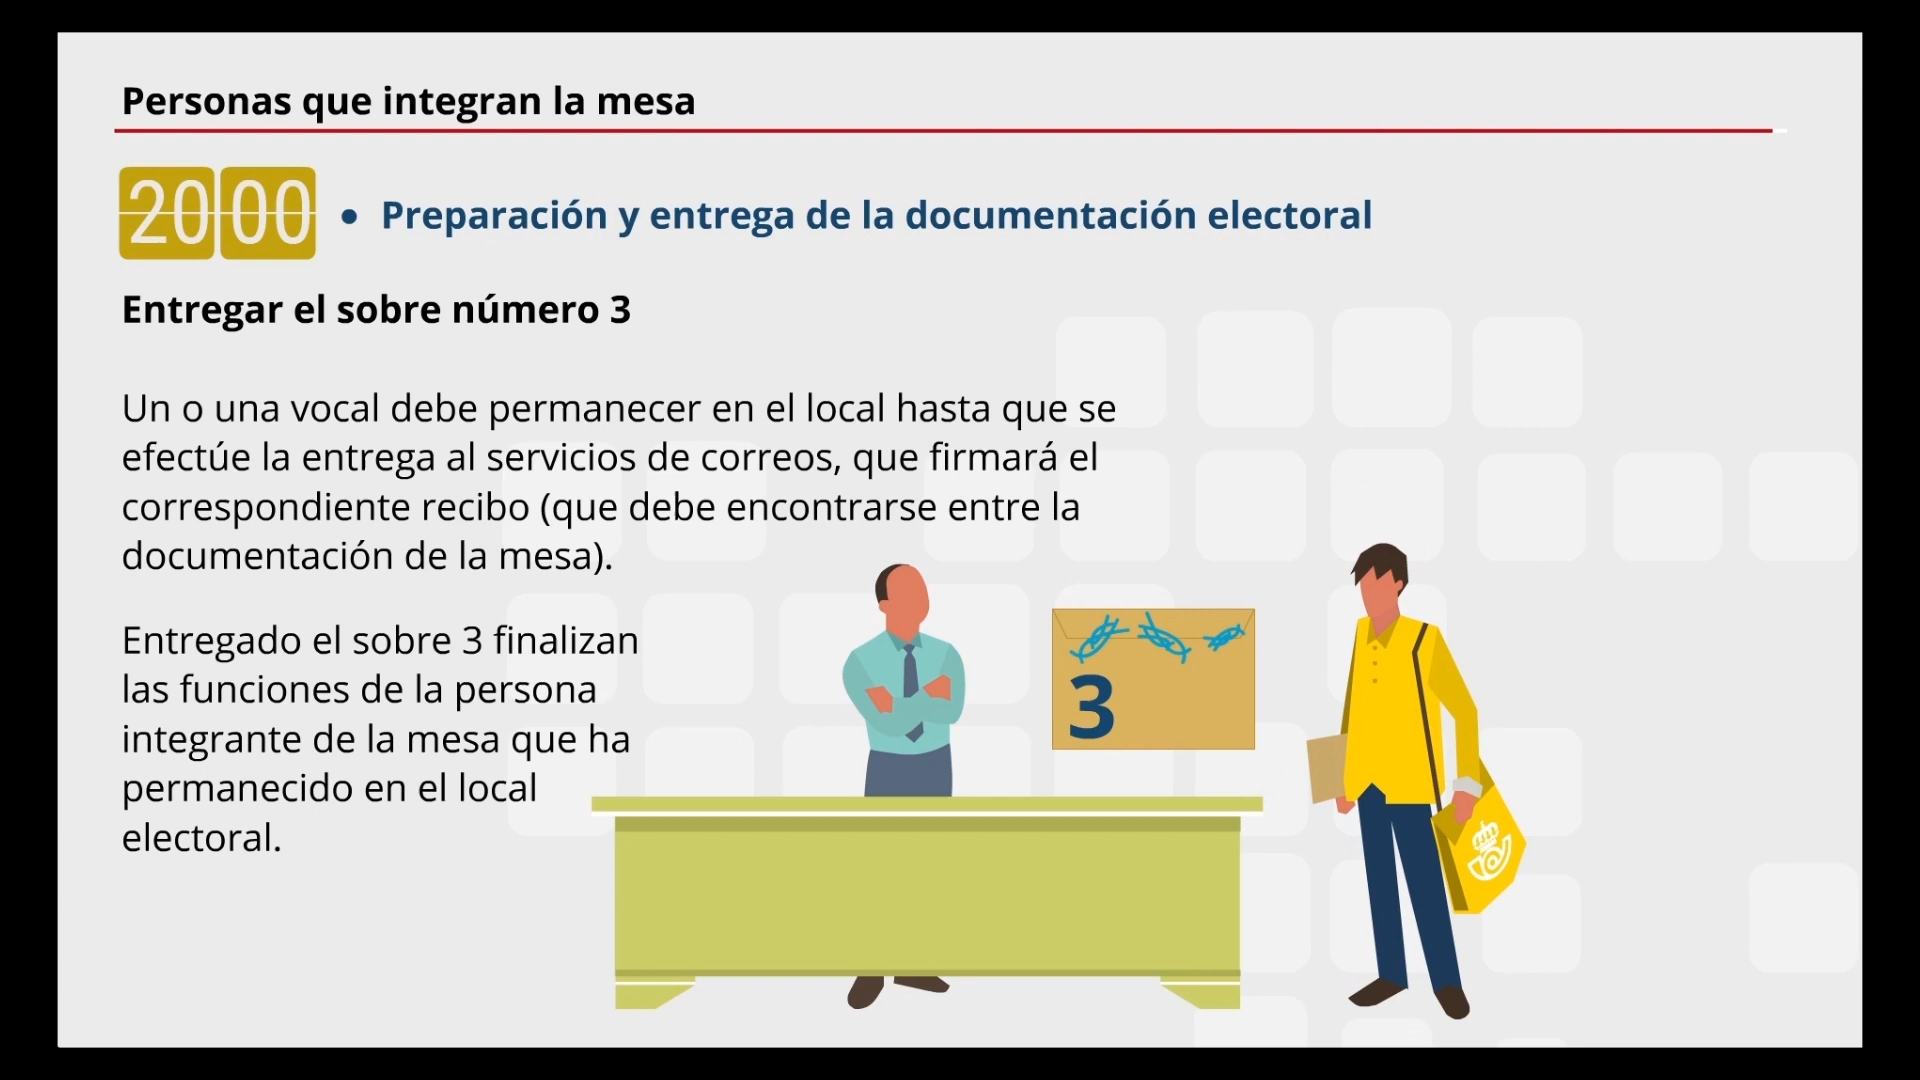 Personas que integran la mesa
20 00
• Preparación y entrega de la documentación electoral
Entregar el sobre número 3
Un o una vocal debe permanecer en el local hasta que se
efectúe la entrega al servicios de correos, que firmará el
correspondiente recibo (que debe encontrarse entre la
documentación de la mesa).
Entregado el sobre 3 finalizan
las funciones de la persona
integrante de la mesa que ha
permanecido en el local
electoral.
3